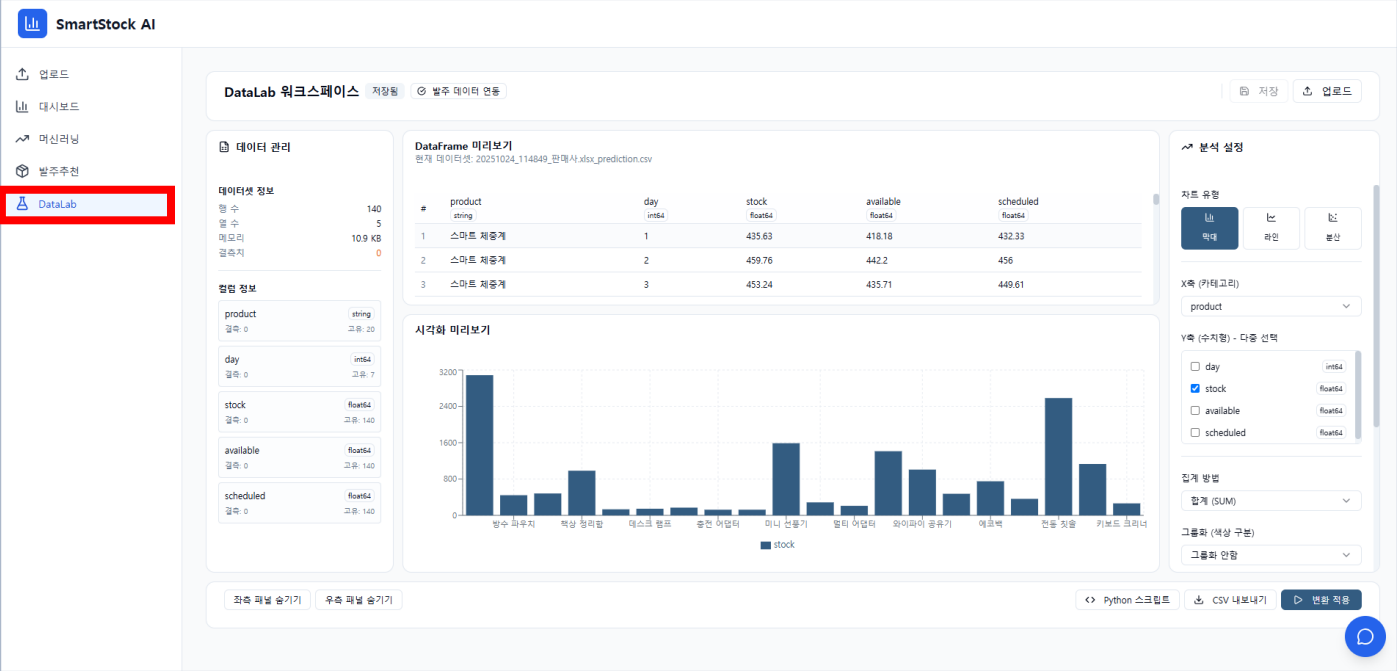 SmartStock AI
업로드
대시보드
머신러닝
발주추천
DataLab
DataLab 워크스페이스 저장됨 발주 데이터 연동
저장 업로드
데이터 관리
데이터셋 정보
행 수 140
열 수 5
메모리 10.9 KB
결측치 0
컬럼 정보
product string
결측: 0 고유: 20
day int64
결측: 0 고유: 7
stock float64
결측: 0 고유: 140
available float64
결측: 0 고유: 140
scheduled float64
결측: 0 고유: 140
DataFrame 미리보기
현재 데이터셋: 20251024_114849_판매사.xlsx_prediction.csv
# product day stock available scheduled
string int64 float64 float64 float64
1 스마트 체중계 1 435.63 418.18 432.33
2 스마트 체중계 2 459.76 442.2 456
3 스마트 체중계 3 453.24 435.71 449.61
시각화 미리보기
3200
2400
1600
800
0
방수 파우치 책상 정리함 데스크 램프 충전 어댑터 미니 선풍기 멀티 어댑터 와이파이 공유기 에코백 전동 칫솔 키보드 크리너
stock
분석 설정
차트 유형
막대 라인 분산
X축 (카테고리)
product
Y축 (수치형) - 다중 선택
day int64
stock float64
available float64
scheduled float64
집계 방법
합계 (SUM)
그룹화 (색상 구분)
그룹화 안함
좌측 패널 숨기기 우측 패널 숨기기
Python 스크립트 CSV 내보내기 변환 적용